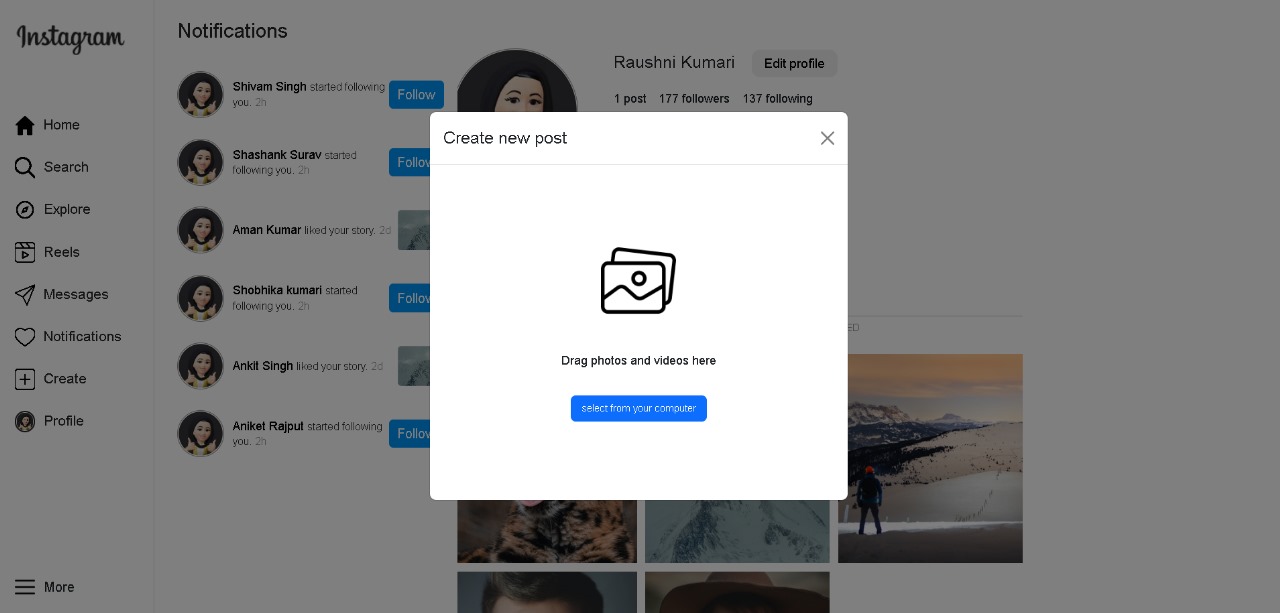 Instagram
Home
Search
Explore
Reels
Messages
Notifications
Create
Profile
More
Notifications
Shivam Singh started following
you. 2h
Follow
Shashank Surav started
following you. 2h
Follow
Aman Kumar liked your story. 2d
Shobhika kumari started
following you. 2h
Follow
Ankit Singh liked your story. 2d
Aniket Rajput started following
you. 2h
Follow
Raushni Kumari
Edit profile
1 post 177 followers 137 following
Create new post
Drag photos and videos here
select from your computer